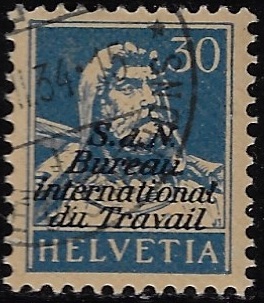 30
S.d.N.
Bureau
international
du Travail
HELVETIA